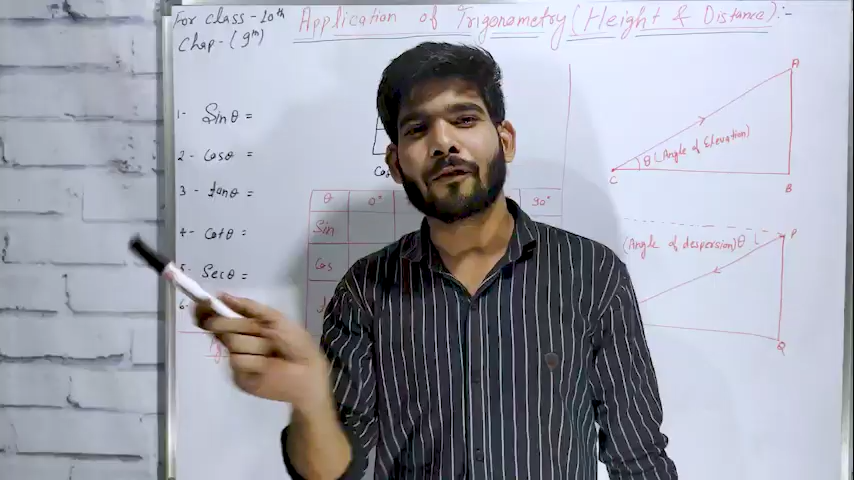 For Class - 10th
Application of Trigonometry (Height & Distance) :-
Chap - (9th)
1- Sinθ =
2- Cosθ =
3- tanθ =
4- Cotθ =
5- Secθ =
6-
θ 0° 90°
Sin
Cos
A
θ (Angle of Elevation)
C
B
(Angle of despersion) θ
P
Q